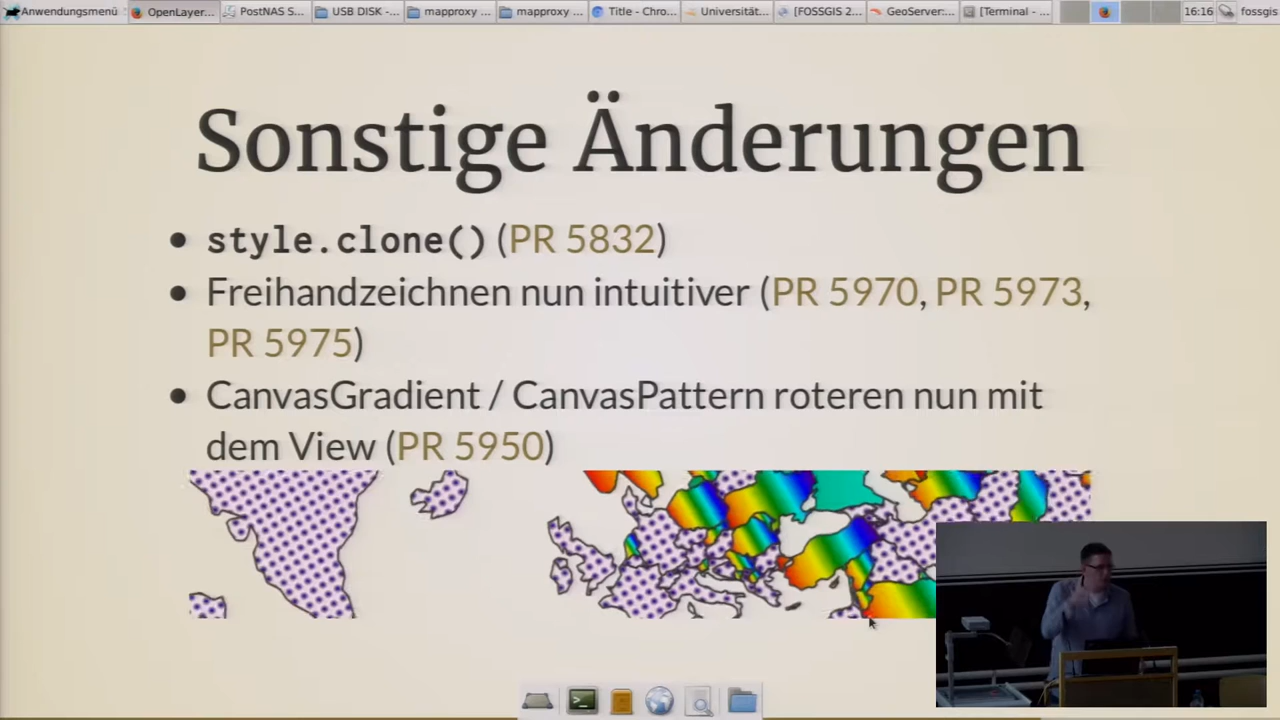 Anwendungsmenü OpenLayer... PostNAS S... USB DISK -... mapproxy ... mapproxy ... Title - Chro... Universität... [FOSSGIS 2... GeoServer:... [Terminal - ... 16:16 fossgis
Sonstige Änderungen
style.clone() (PR 5832)
Freihandzeichnen nun intuitiver (PR 5970, PR 5973,
PR 5975)
CanvasGradient / CanvasPattern roteren nun mit
dem View (PR 5950)